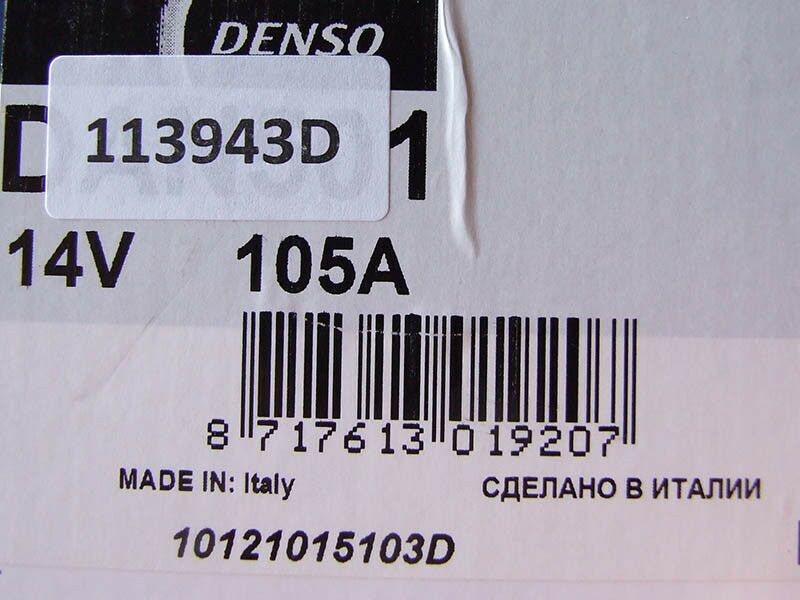 DENSO
113943D
14V 105A
8 717613 019207
MADE IN: Italy СДЕЛАНО В ИТАЛИИ
10121015103D